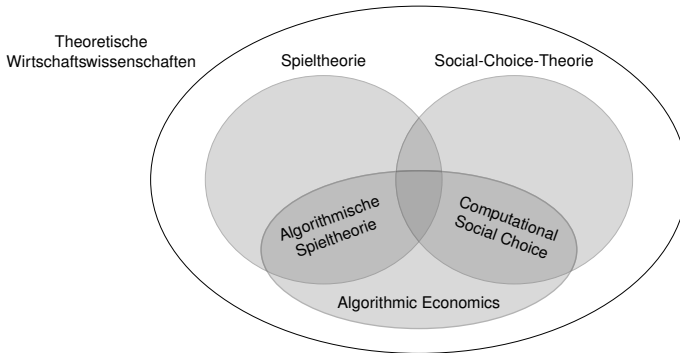 Theoretische
Wirtschaftswissenschaften
Spieltheorie
Social-Choice-Theorie
Algorithmische
Spieltheorie
Computational
Social Choice
Algorithmic Economics